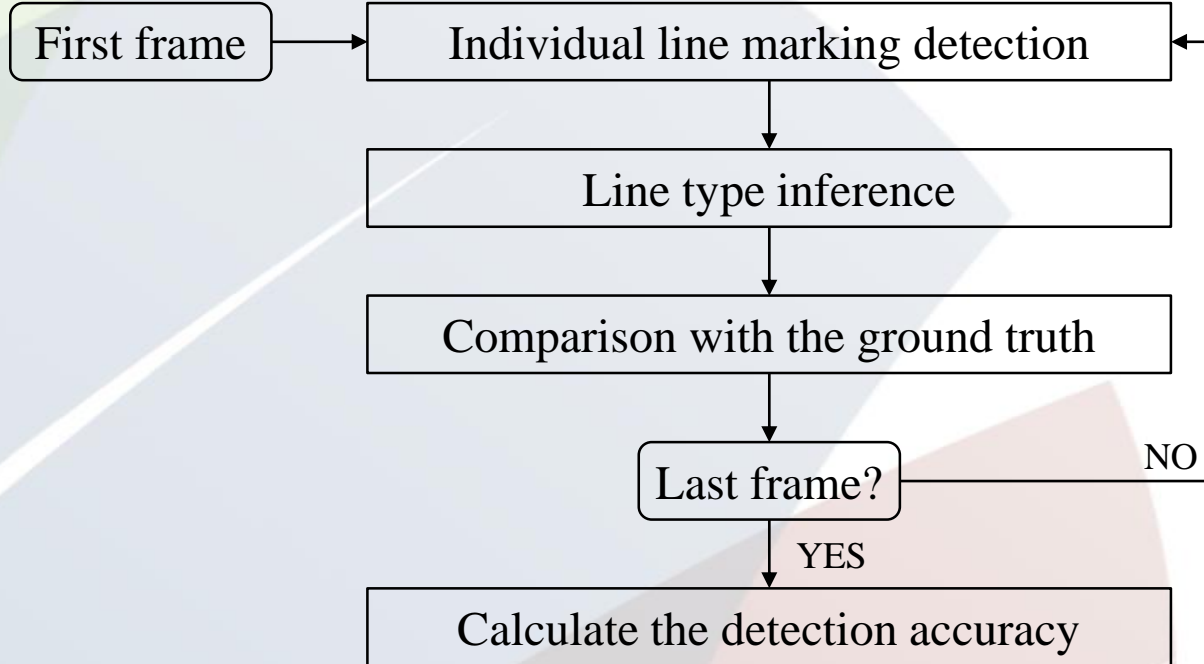 First frame
Individual line marking detection
Line type inference
Comparison with the ground truth
Last frame?
NO
YES
Calculate the detection accuracy